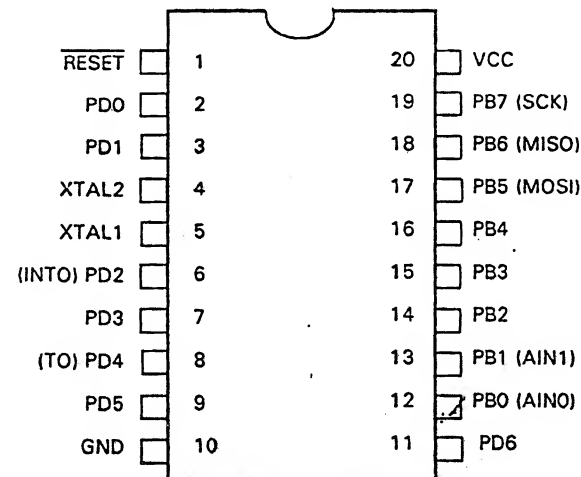 RESET 1 20 VCC
PD0 2 19 PB7 (SCK)
PD1 3 18 PB6 (MISO)
XTAL2 4 17 PB5 (MOSI)
XTAL1 5 16 PB4
(INTO) PD2 6 15 PB3
PD3 7 14 PB2
(TO) PD4 8 13 PB1 (AIN1)
PD5 9 12 PB0 (AIN0)
GND 10 11 PD6